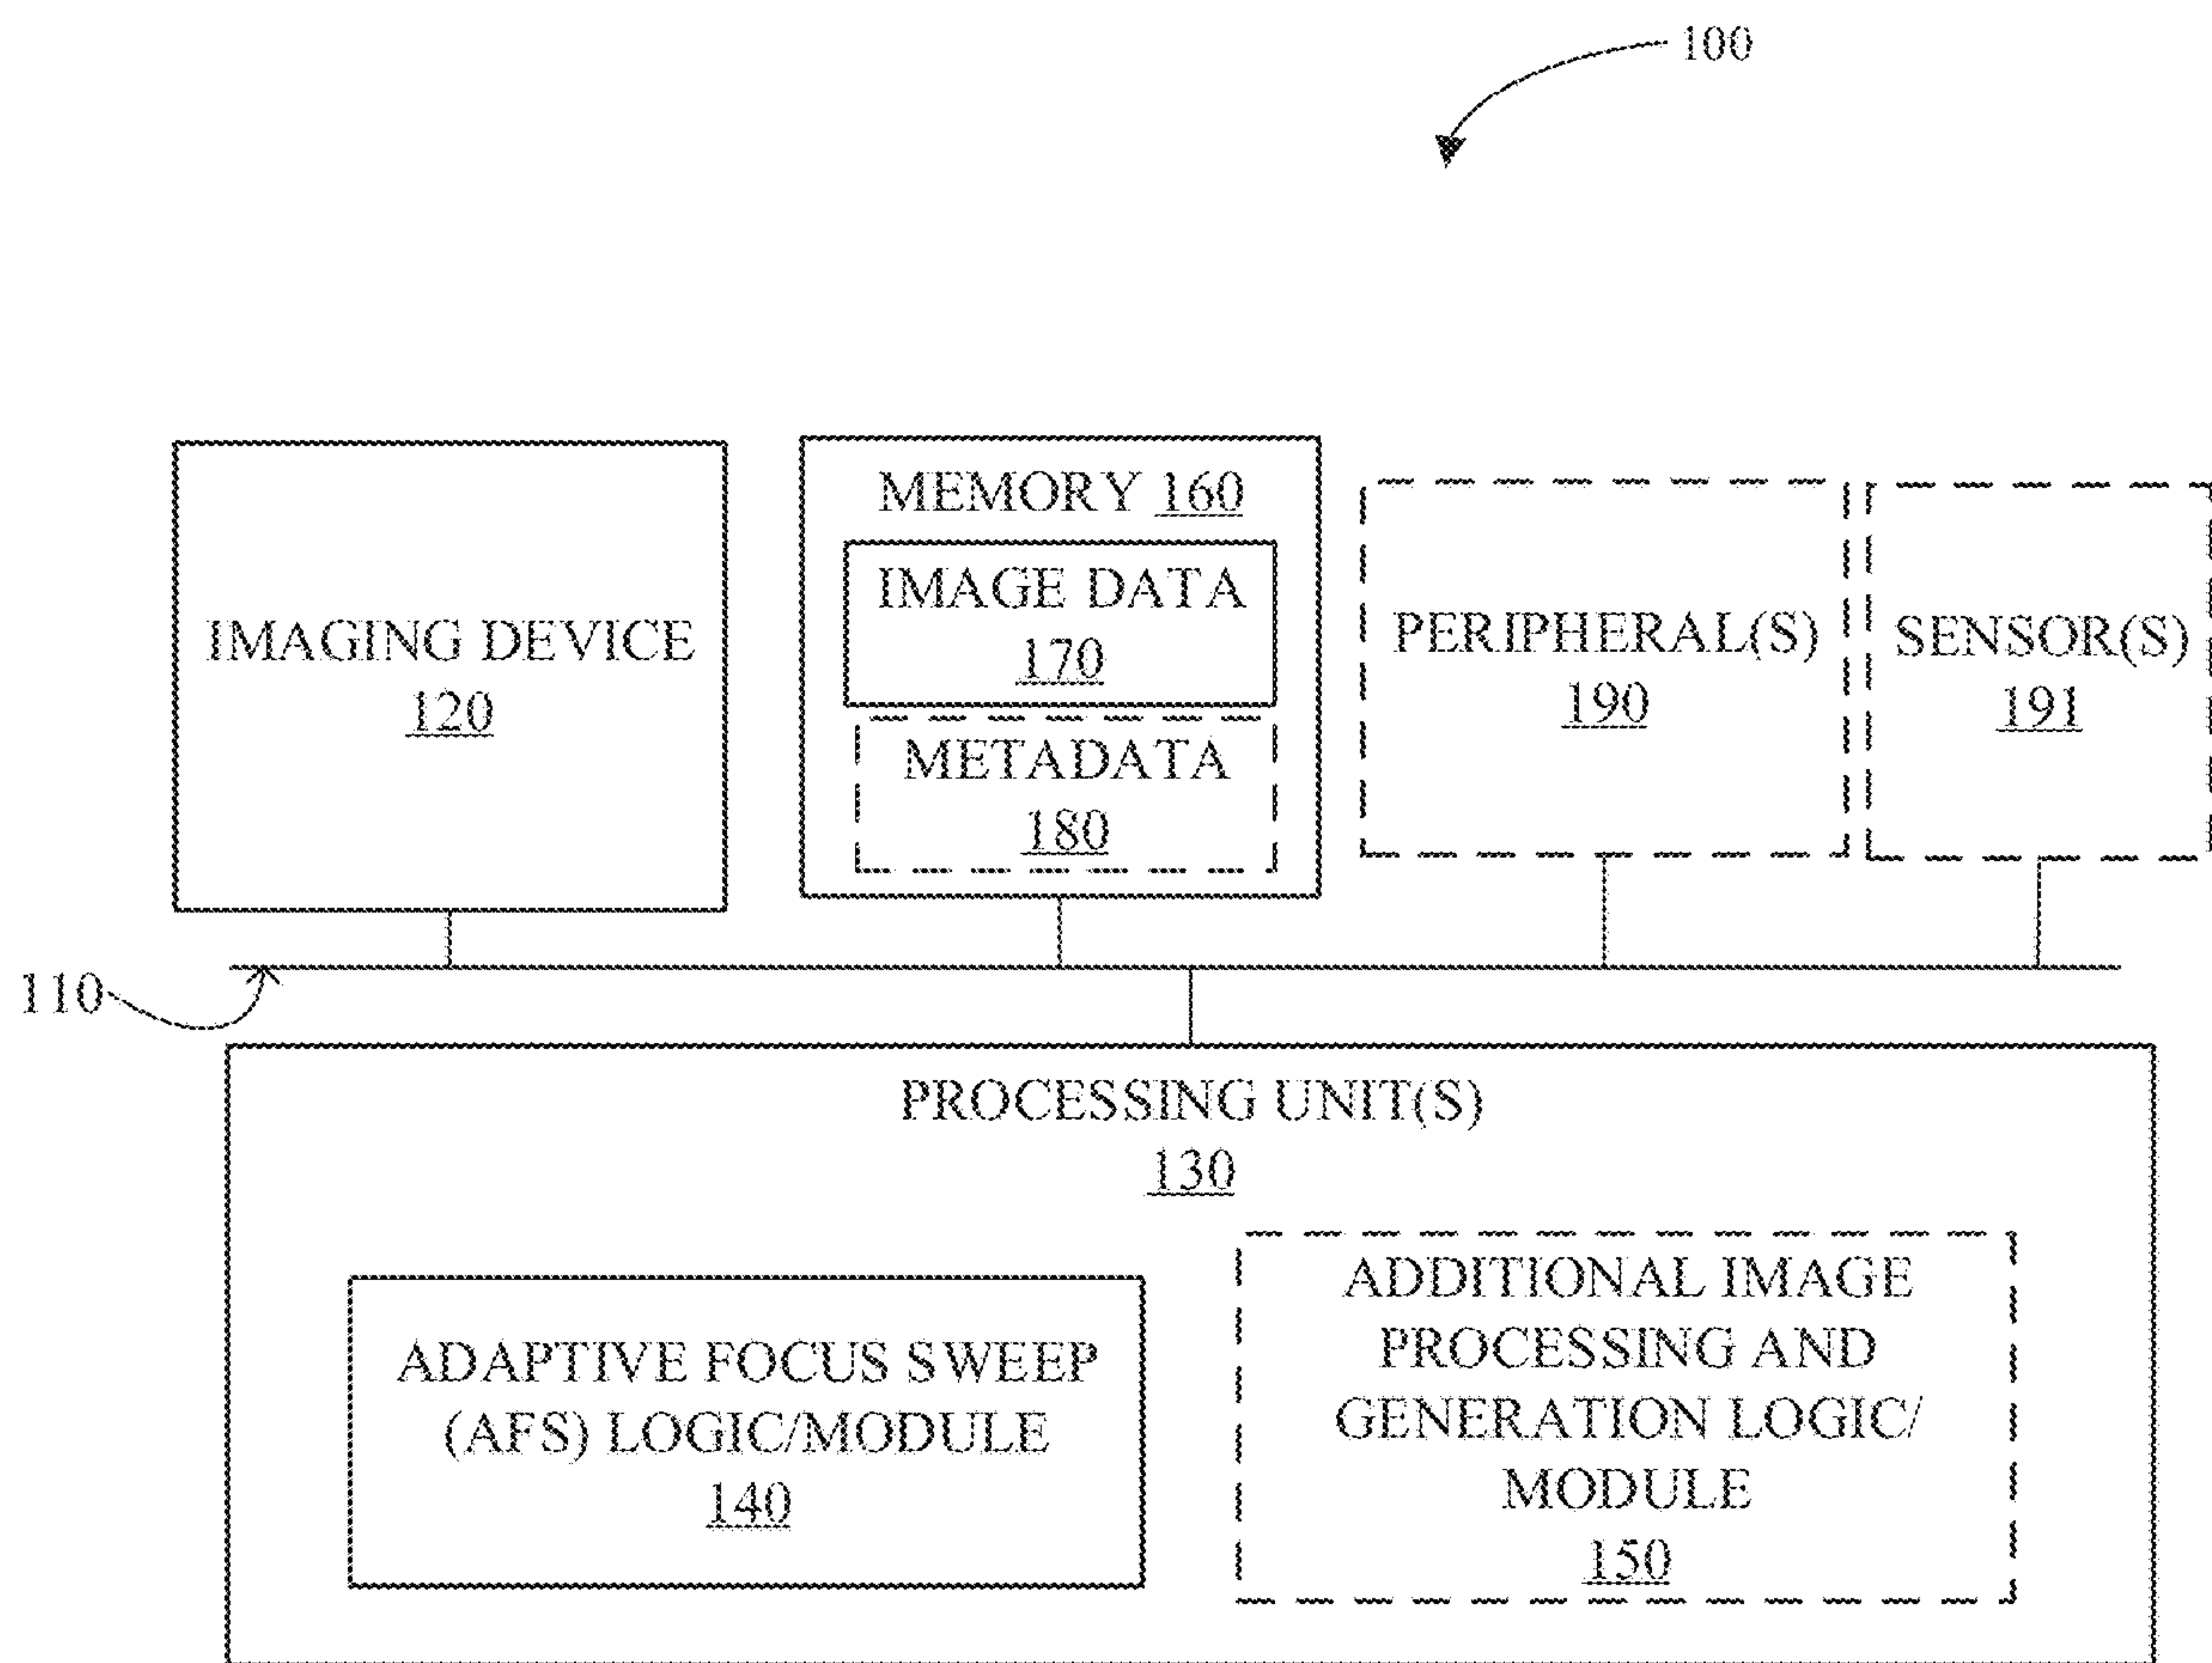 100
IMAGING DEVICE
120
MEMORY 160
IMAGE DATA
170
METADATA
180
PERIPHERAL(S)
190
SENSOR(S)
191
110
PROCESSING UNIT(S)
130
ADAPTIVE FOCUS SWEEP
(AFS) LOGIC/MODULE
140
ADDITIONAL IMAGE
PROCESSING AND
GENERATION LOGIC/
MODULE
150